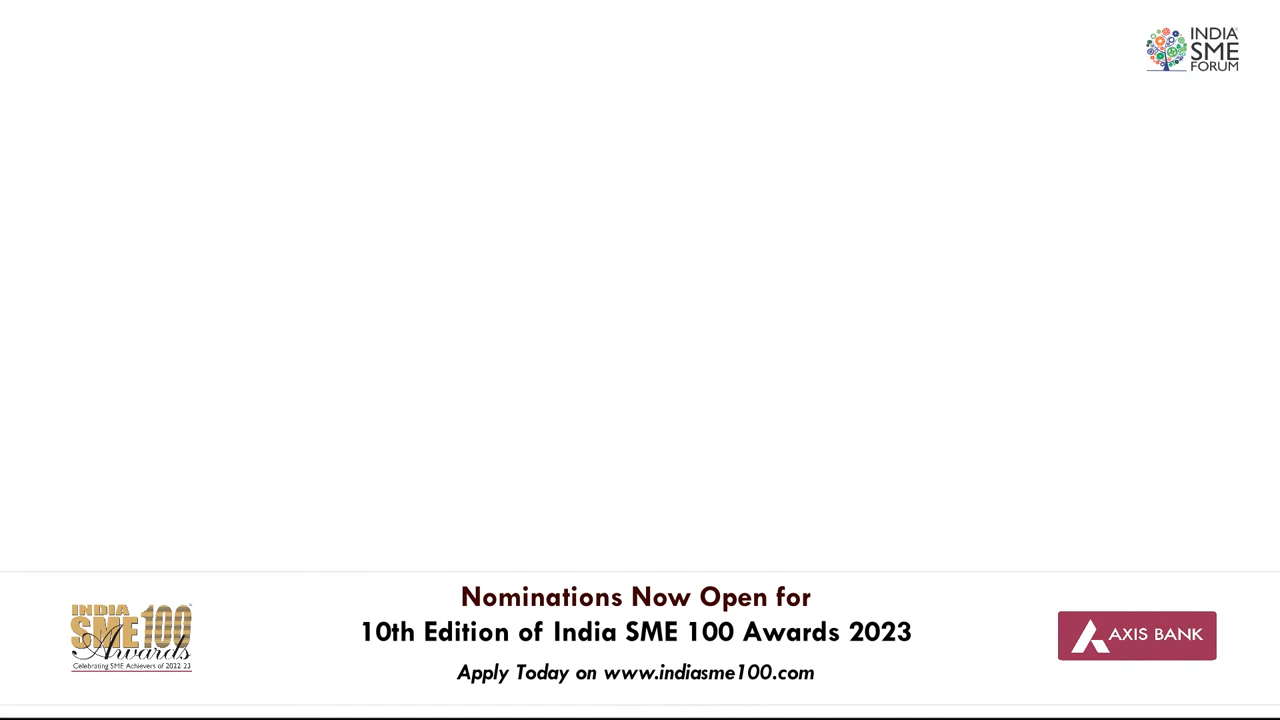 INDIA
SME
FORUM
Nominations Now Open for
10th Edition of India SME 100 Awards 2023
Apply Today on www.indiasme100.com
INDIA
SME 100
Awards
Celebrating SME Achievers of 2022-23
AXIS BANK